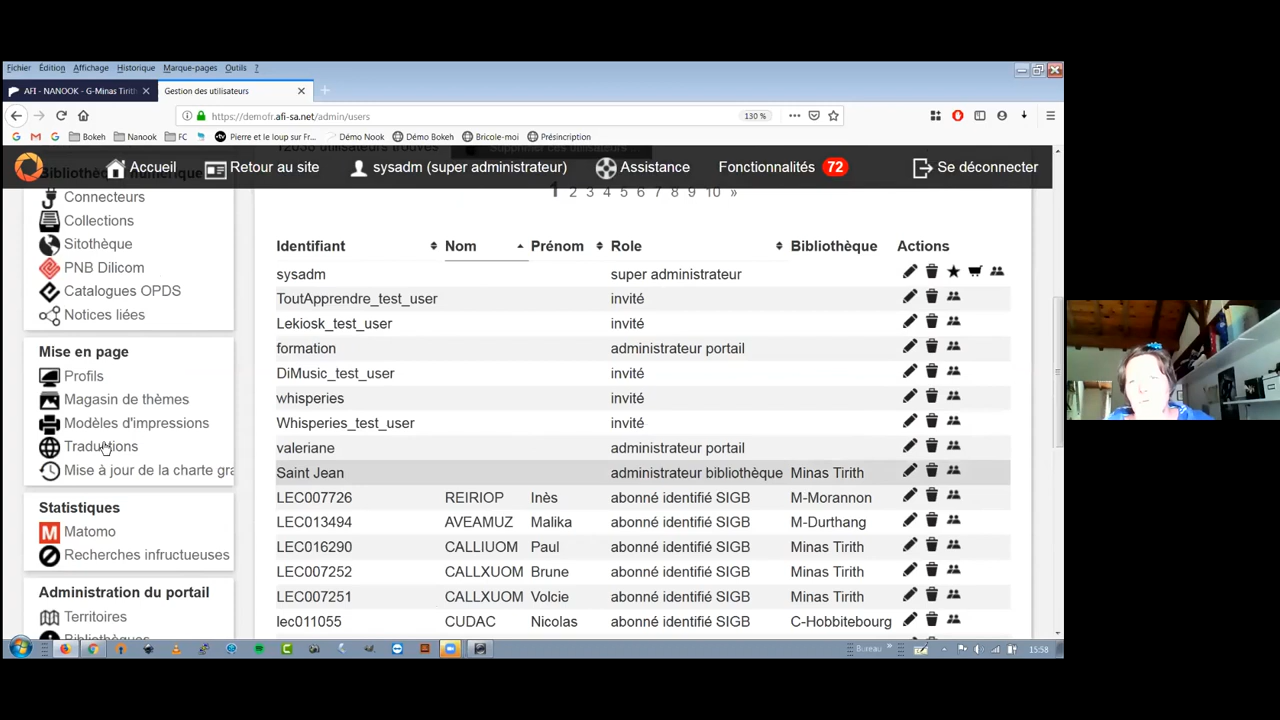 Fichier Édition Affichage Historique Marque-pages Outils ?
AFI - NANOOK - G-Minas Tirith Gestion des utilisateurs
https://demofr.afi-sa.net/admin/users 130 %
Bokeh Nanook FC Pierre et le loup sur Fr... Démo Nook Démo Bokeh Bricole-moi Présincription
Accueil Retour au site sysadm (super administrateur) Assistance Fonctionnalités 72 Se déconnecter
1 2 3 4 5 6 7 8 9 10 »
Connecteurs
Collections
Sitothèque
PNB Dilicom
Catalogues OPDS
Notices liées
Mise en page
Profils
Magasin de thèmes
Modèles d'impressions
Traductions
Mise à jour de la charte gra
Statistiques
Matomo
Recherches infructueuses
Administration du portail
Territoires
Bibliothèques
Identifiant Nom Prénom Role Bibliothèque Actions
sysadm super administrateur
ToutApprendre_test_user invité
Lekiosk_test_user invité
formation administrateur portail
DiMusic_test_user invité
whisperies invité
Whisperies_test_user invité
valeriane administrateur portail
Saint Jean administrateur bibliothèque Minas Tirith
LEC007726 REIRIOP Inès abonné identifié SIGB M-Morannon
LEC013494 AVEAMUZ Malika abonné identifié SIGB M-Durthang
LEC016290 CALLIUOM Paul abonné identifié SIGB Minas Tirith
LEC007252 CALLXUOM Brune abonné identifié SIGB Minas Tirith
LEC007251 CALLXUOM Volcie abonné identifié SIGB Minas Tirith
lec011055 CUDAC Nicolas abonné identifié SIGB C-Hobbitebourg
Bureau » 15:58